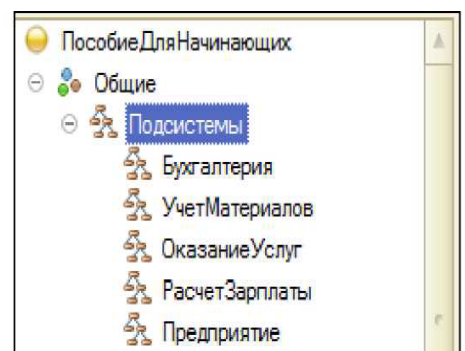 ПособиеДляНачинающих
Общие
Подсистемы
Бухгалтерия
УчетМатериалов
ОказаниеУслуг
РасчетЗарплаты
Предприятие